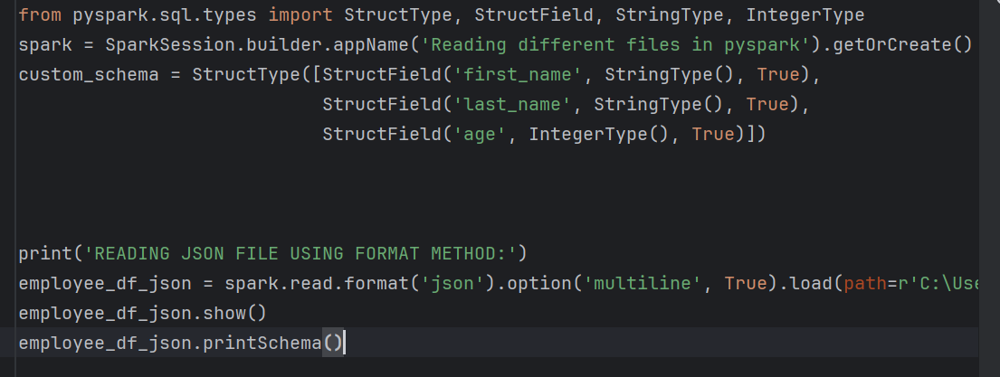 from pyspark.sql.types import StructType, StructField, StringType, IntegerType
spark = SparkSession.builder.appName('Reading different files in pyspark').getOrCreate()
custom_schema = StructType([StructField('first_name', StringType(), True),
StructField('last_name', StringType(), True),
StructField('age', IntegerType(), True)])
print('READING JSON FILE USING FORMAT METHOD:')
employee_df_json = spark.read.format('json').option('multiline', True).load(path=r'C:\Use
employee_df_json.show()
employee_df_json.printSchema()